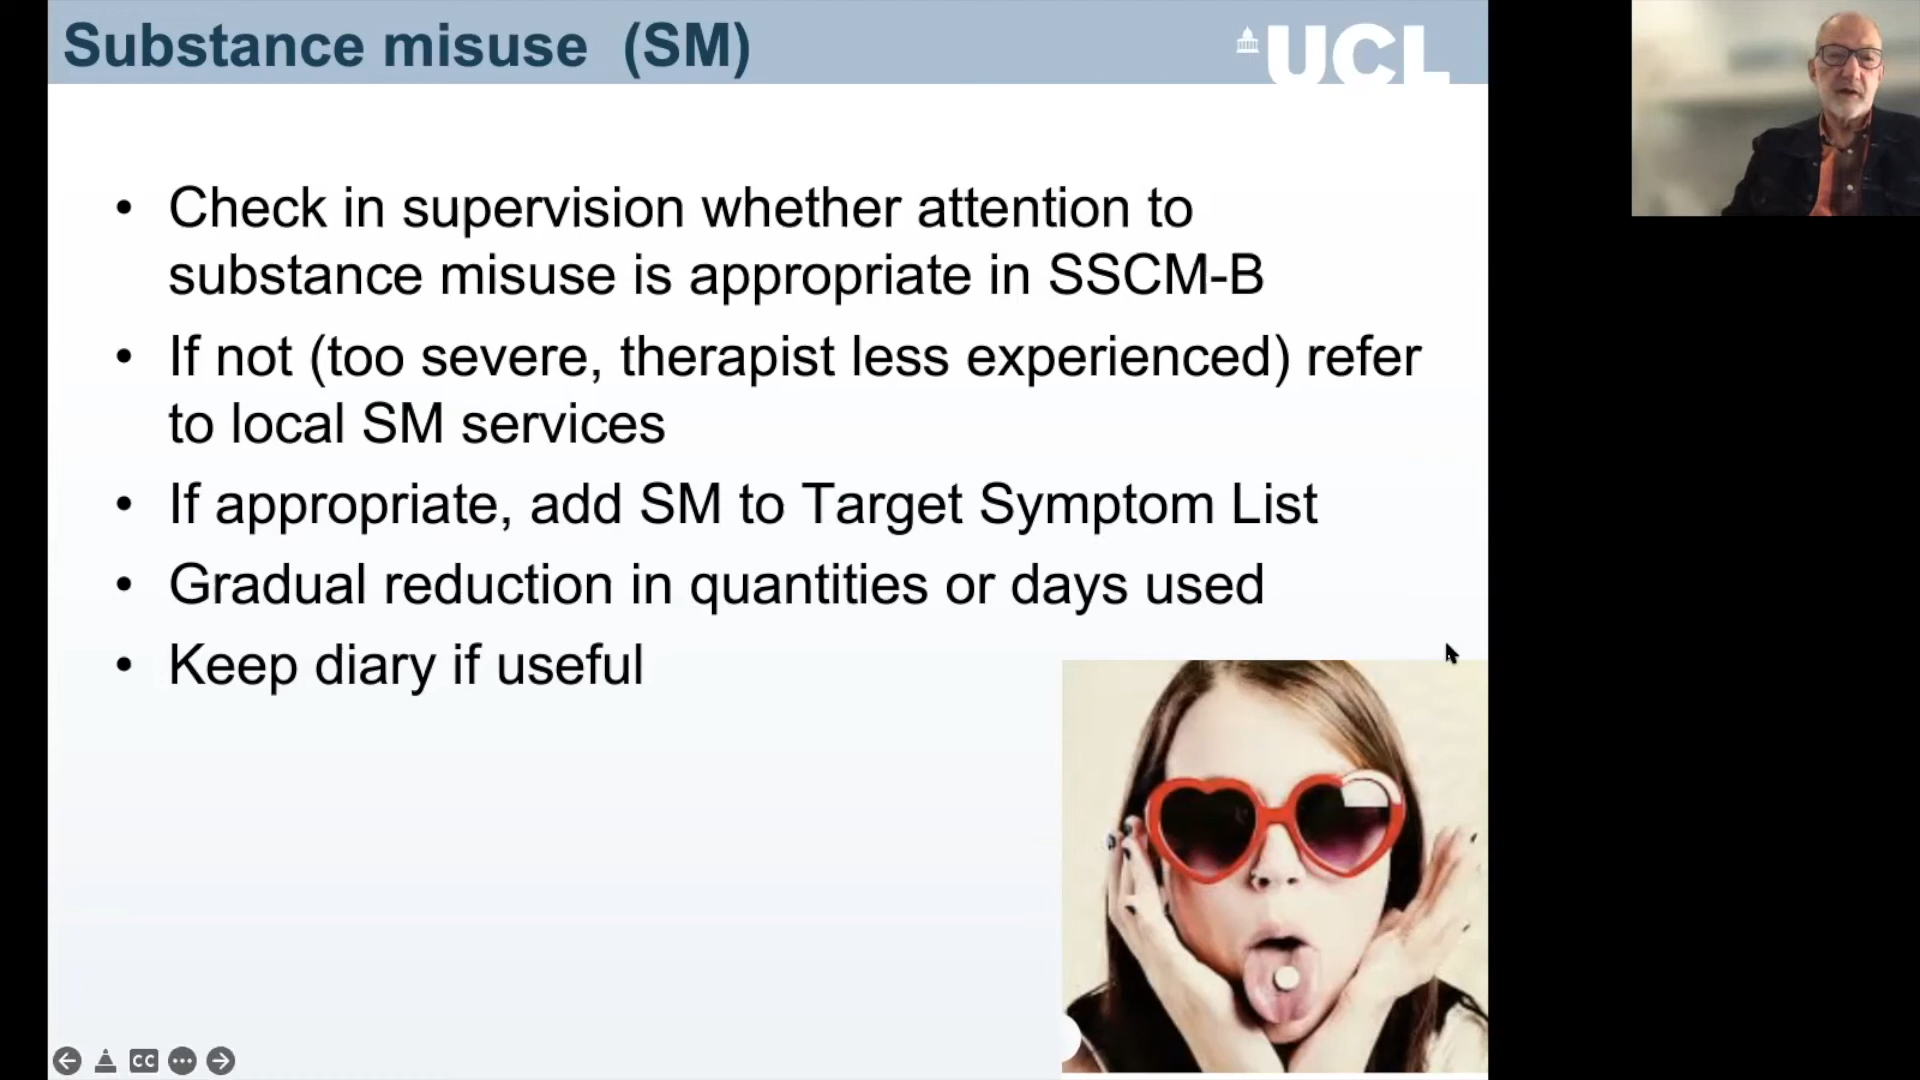 Substance misuse (SM)
UCL
• Check in supervision whether attention to
substance misuse is appropriate in SSCM-B
• If not (too severe, therapist less experienced) refer
to local SM services
• If appropriate, add SM to Target Symptom List
• Gradual reduction in quantities or days used
• Keep diary if useful
CC